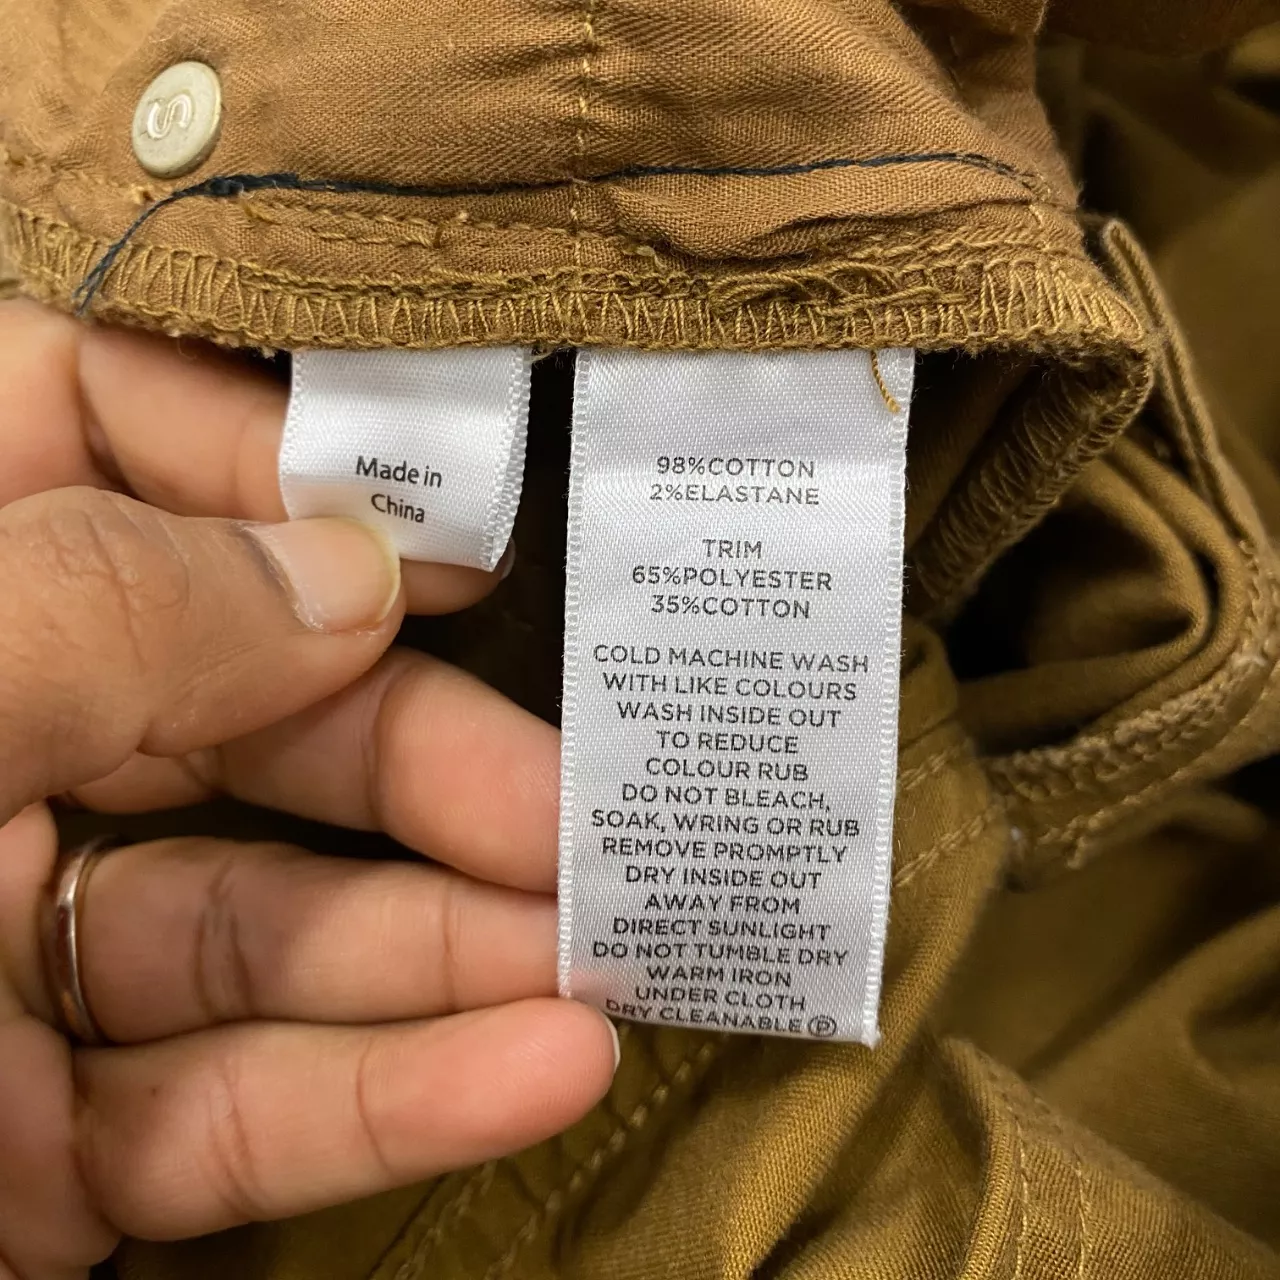 S
Made in
China
98%COTTON
2%ELASTANE
TRIM
65%POLYESTER
35%COTTON
COLD MACHINE WASH
WITH LIKE COLOURS
WASH INSIDE OUT
TO REDUCE
COLOUR RUB
DO NOT BLEACH,
SOAK, WRING OR RUB
REMOVE PROMPTLY
DRY INSIDE OUT
AWAY FROM
DIRECT SUNLIGHT
DO NOT TUMBLE DRY
WARM IRON
UNDER CLOTH
DRY CLEANABLE Ⓟ